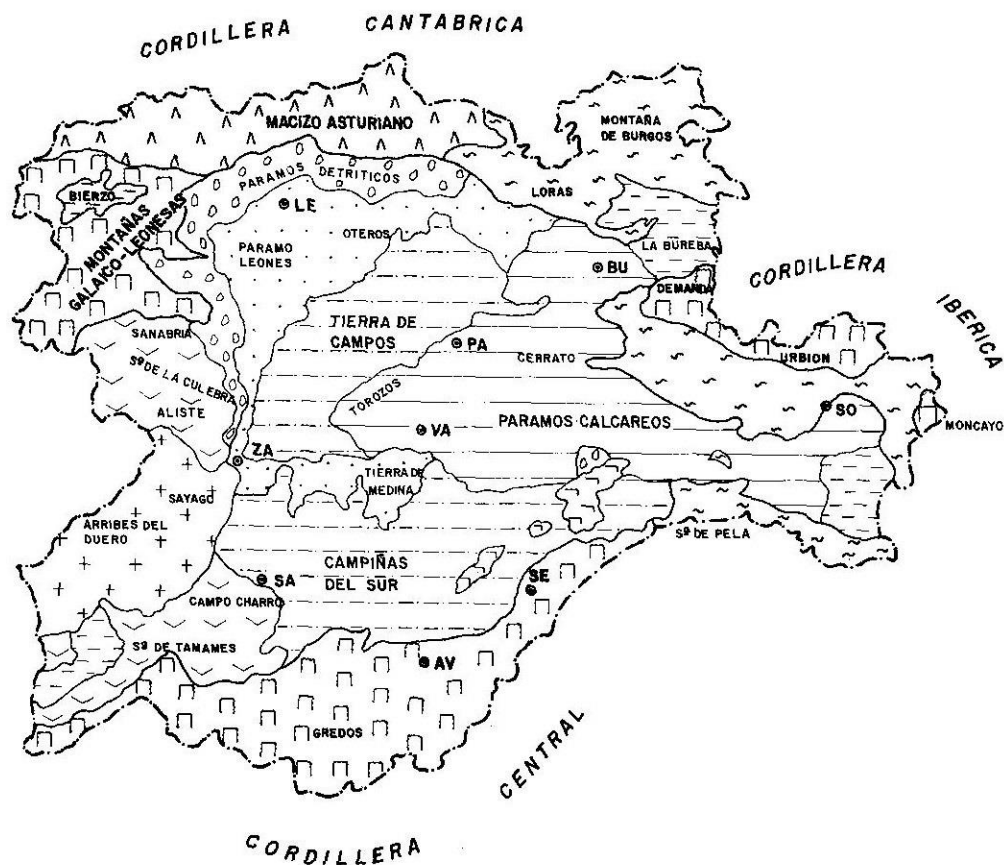 CORDILLERA CANTABRICA
MACIZO ASTURIANO
MONTAÑA
DE BURGOS
PARAMOS DETRITICOS
LORAS
BIERZO
LE
MONTAÑAS
GALAICO-LEONESAS
OTEROS
PARAMO
LEONES
LA BUREBA
BU
CORDILLERA
IBERICA
DEMANDA
SANABRIA
TIERRA DE
CAMPOS
PA
CERRATO
URBION
Sª DE LA CULEBRA
ALISTE
TOROZOS
VA
PARAMOS CALCAREOS
SO
MONCAYO
ZA
TIERRA DE
MEDINA
SAYAGO
ARRIBES DEL
DUERO
Sª DE PELA
CAMPIÑAS
DEL SUR
SA
SE
CAMPO CHARRO
Sª DE TAMAMES
AV
GREDOS
CENTRAL
CORDILLERA